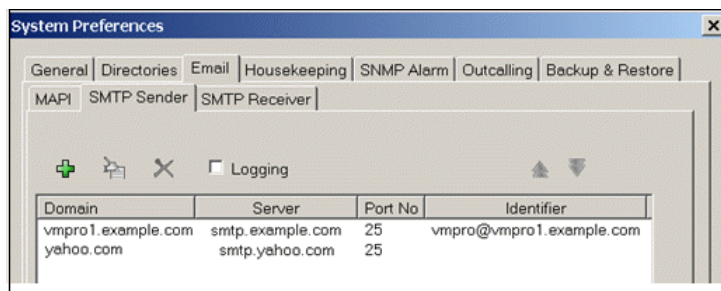 System Preferences
General Directories Email Housekeeping SNMP Alarm Outcalling Backup & Restore
MAPI SMTP Sender SMTP Receiver
Logging
Domain Server Port No Identifier
vmpro1.example.com smtp.example.com 25 vmpro@vmpro1.example.com
yahoo.com smtp.yahoo.com 25